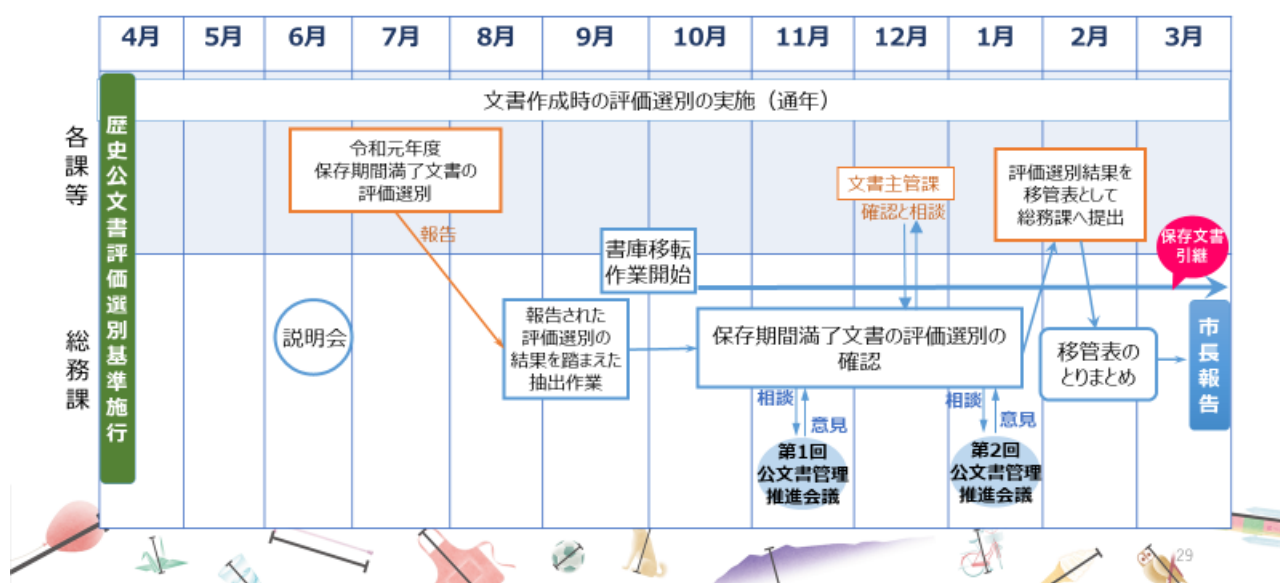 4月 5月 6月 7月 8月 9月 10月 11月 12月 1月 2月 3月
文書作成時の評価選別の実施（通年）
各課等
総務課
歴史公文書評価選別基準施行
令和元年度
保存期間満了文書の
評価選別
報告
説明会
書庫移転
作業開始
報告された
評価選別の
結果を踏まえた
抽出作業
文書主管課
確認と相談
保存期間満了文書の評価選別の
確認
相談
意見
第1回
公文書管理
推進会議
相談
意見
第2回
公文書管理
推進会議
評価選別結果を
移管表として
総務課へ提出
保存文書
引継
移管表の
とりまとめ
市長報告
29